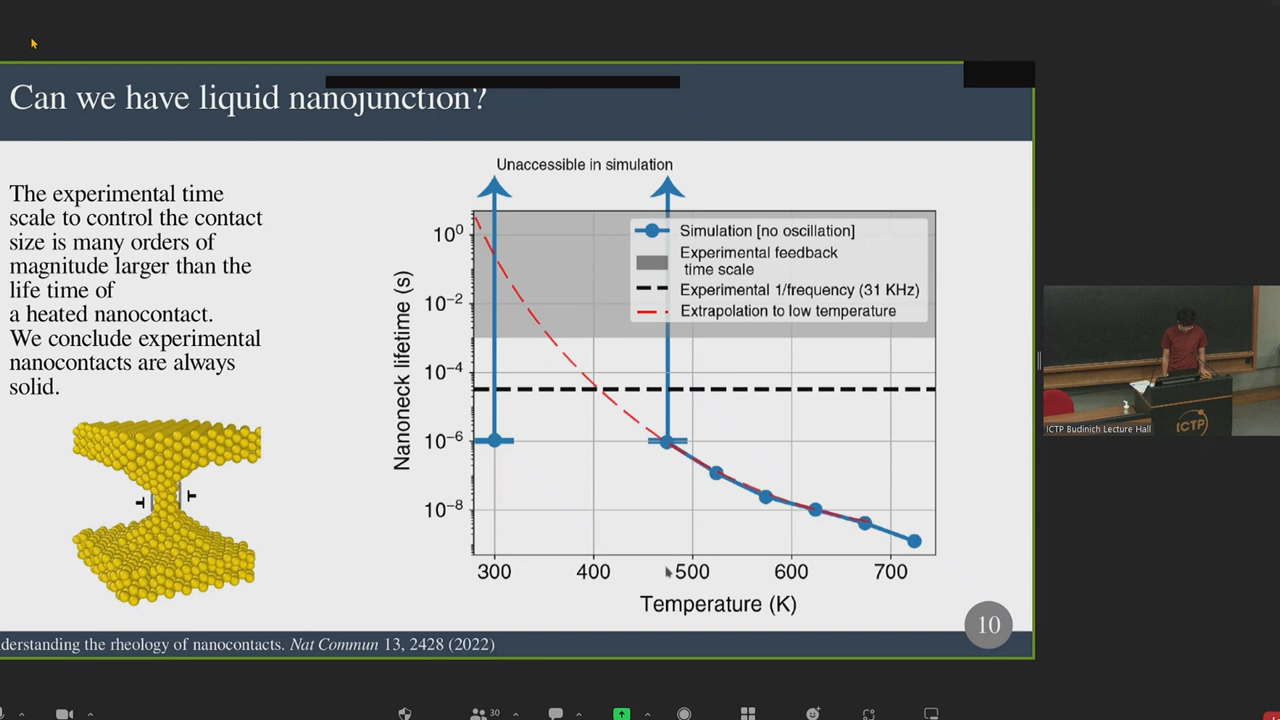 Can we have liquid nanojunction?
The experimental time
scale to control the contact
size is many orders of
magnitude larger than the
life time of
a heated nanocontact.
We conclude experimental
nanocontacts are always
solid.
Unaccessible in simulation
Simulation [no oscillation]
Experimental feedback
time scale
Experimental 1/frequency (31 KHz)
Extrapolation to low temperature
Nanoneck lifetime (s)
10⁰
10⁻²
10⁻⁴
10⁻⁶
10⁻⁸
300 400 500 600 700
Temperature (K)
10
derstanding the rheology of nanocontacts. Nat Commun 13, 2428 (2022)
ICTP
ICTP Budinich Lecture Hall
30